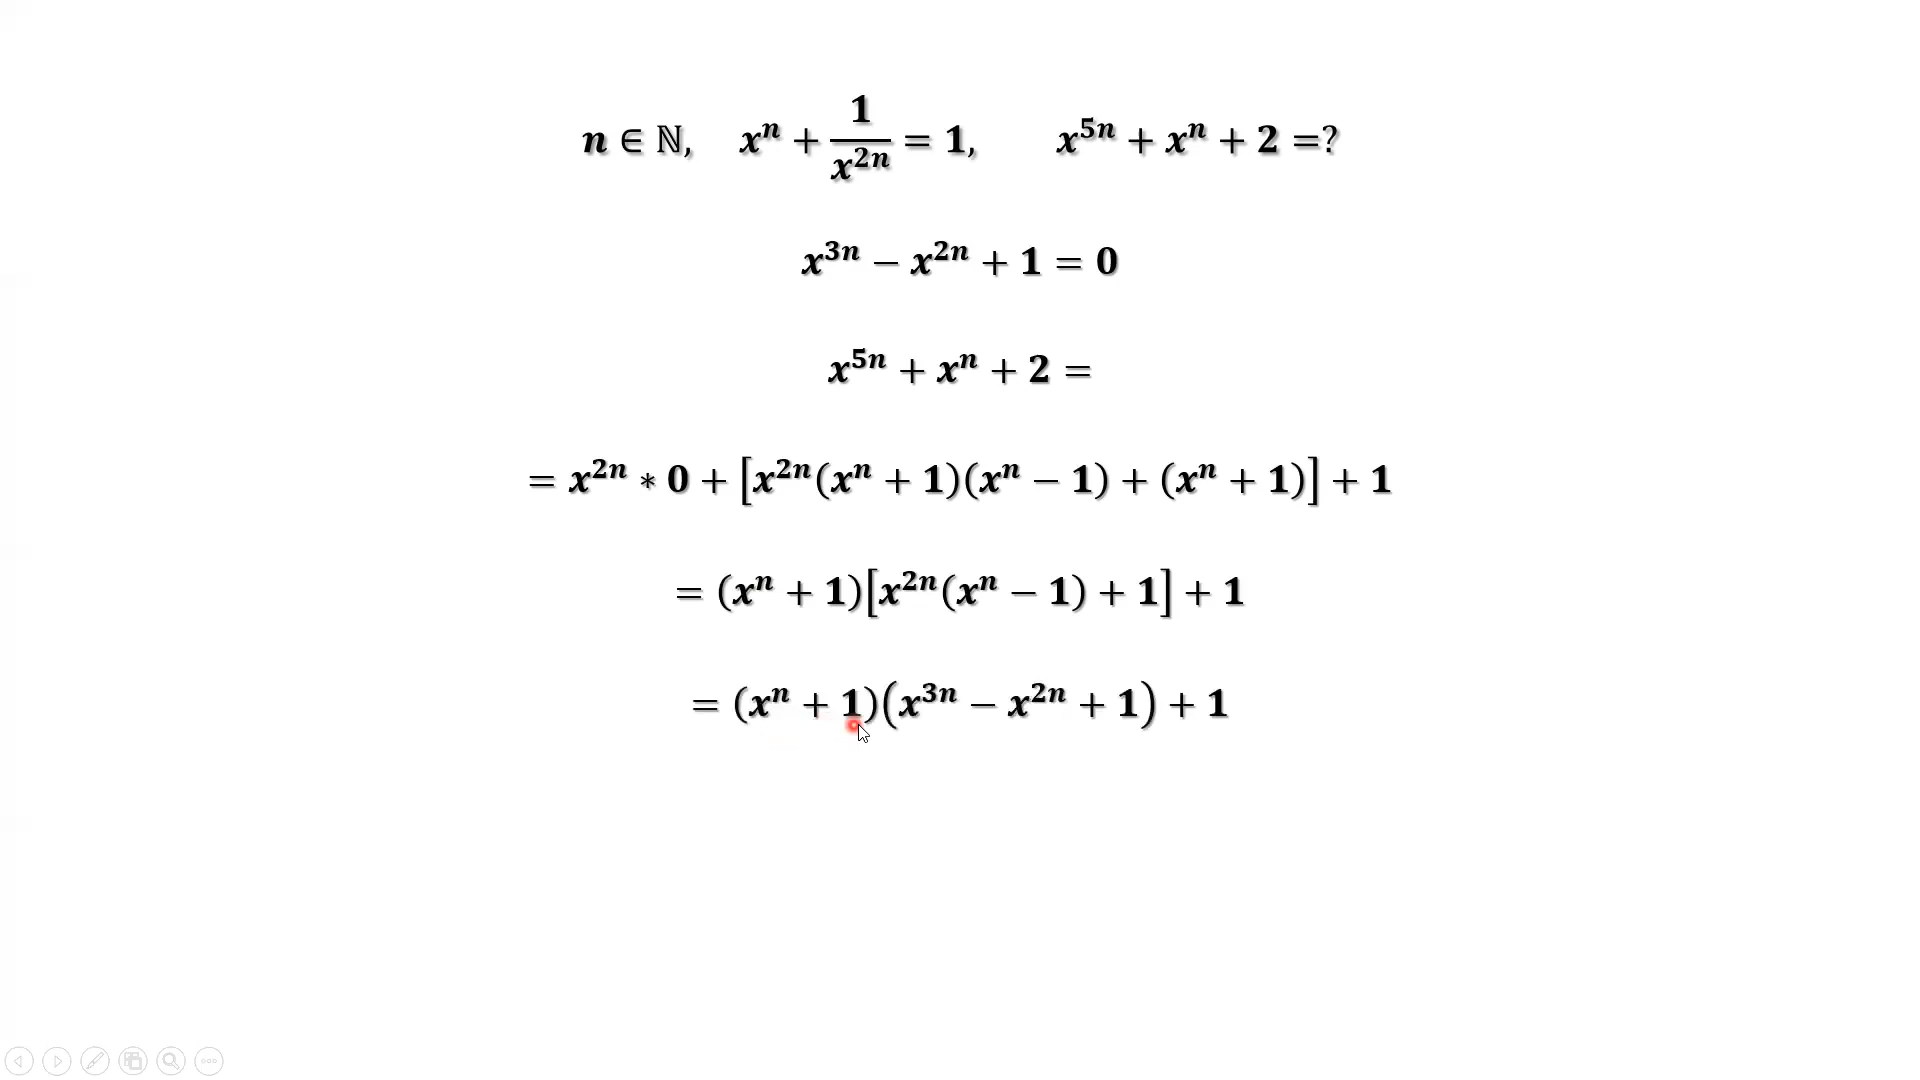 n ∈ ℕ, xⁿ + 1/x²ⁿ = 1, x⁵ⁿ + xⁿ + 2 =?
x³ⁿ − x²ⁿ + 1 = 0
x⁵ⁿ + xⁿ + 2 =
= x²ⁿ * 0 + [x²ⁿ(xⁿ + 1)(xⁿ − 1) + (xⁿ + 1)] + 1
= (xⁿ + 1)[x²ⁿ(xⁿ − 1) + 1] + 1
= (xⁿ + 1)(x³ⁿ − x²ⁿ + 1) + 1